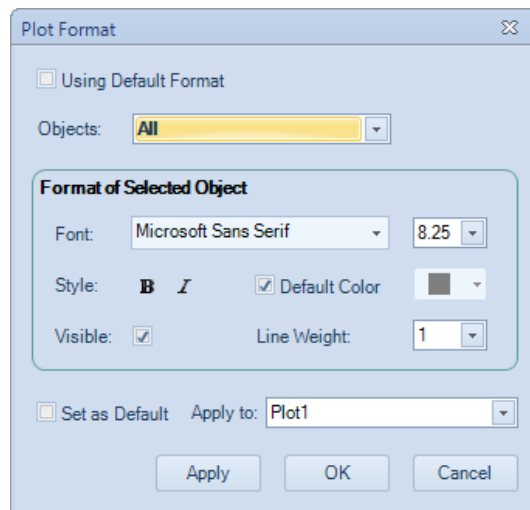 Plot Format
Using Default Format
Objects: All
Format of Selected Object
Font: Microsoft Sans Serif 8.25
Style: B I Default Color
Visible: Line Weight: 1
Set as Default Apply to: Plot1
Apply OK Cancel